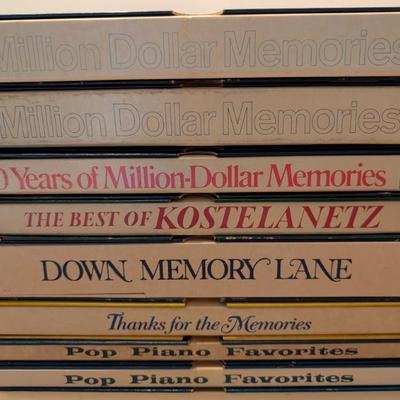 Million Dollar Memories
Million Dollar Memories
0 Years of Million-Dollar Memories
THE BEST OF KOSTELANETZ
DOWN MEMORY LANE
Thanks for the Memories
Pop Piano Favorites
Pop Piano Favorites